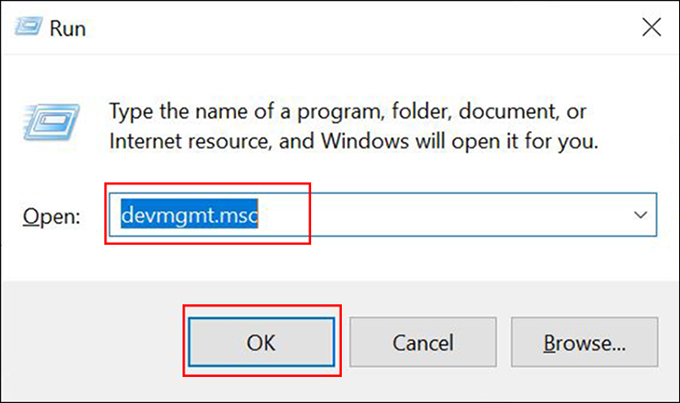 Run
Type the name of a program, folder, document, or
Internet resource, and Windows will open it for you.
Open: devmgmt.msc
OK Cancel Browse...